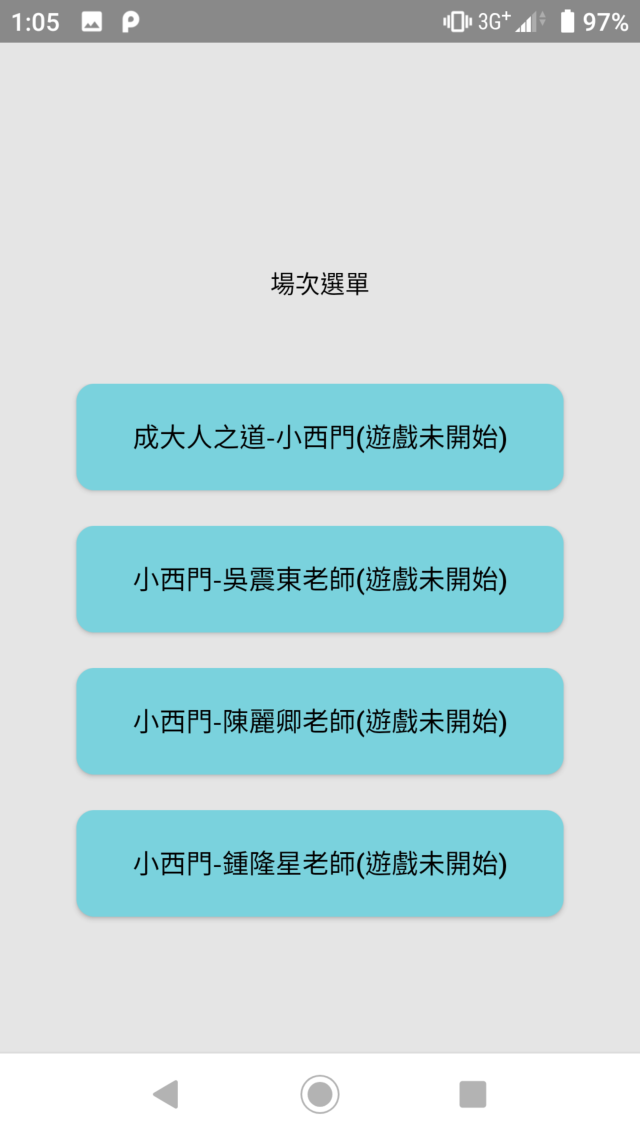 1:05 3G+ 97%
場次選單
成大人之道-小西門(遊戲未開始)
小西門-吳震東老師(遊戲未開始)
小西門-陳麗卿老師(遊戲未開始)
小西門-鍾隆星老師(遊戲未開始)